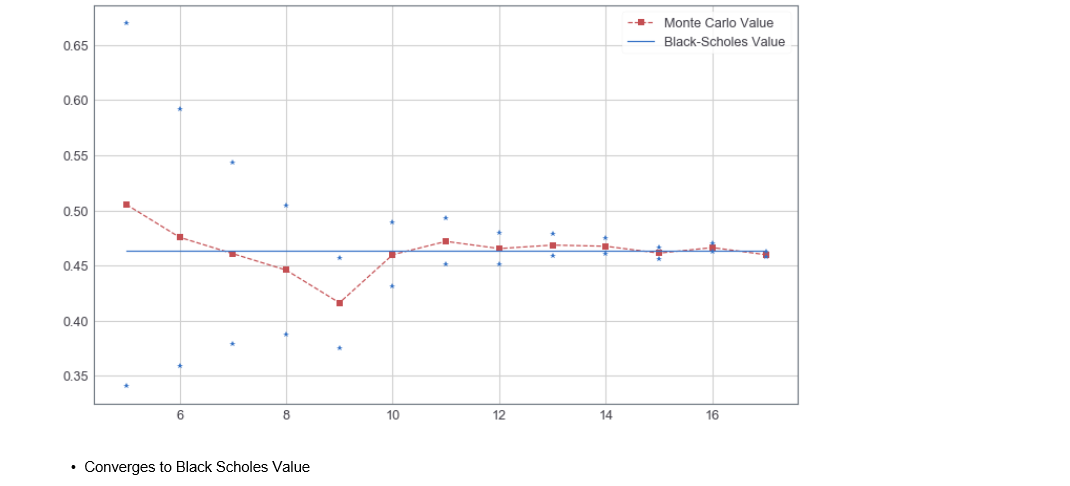 Monte Carlo Value
Black-Scholes Value
0.65
0.60
0.55
0.50
0.45
0.40
0.35
6 8 10 12 14 16
• Converges to Black Scholes Value